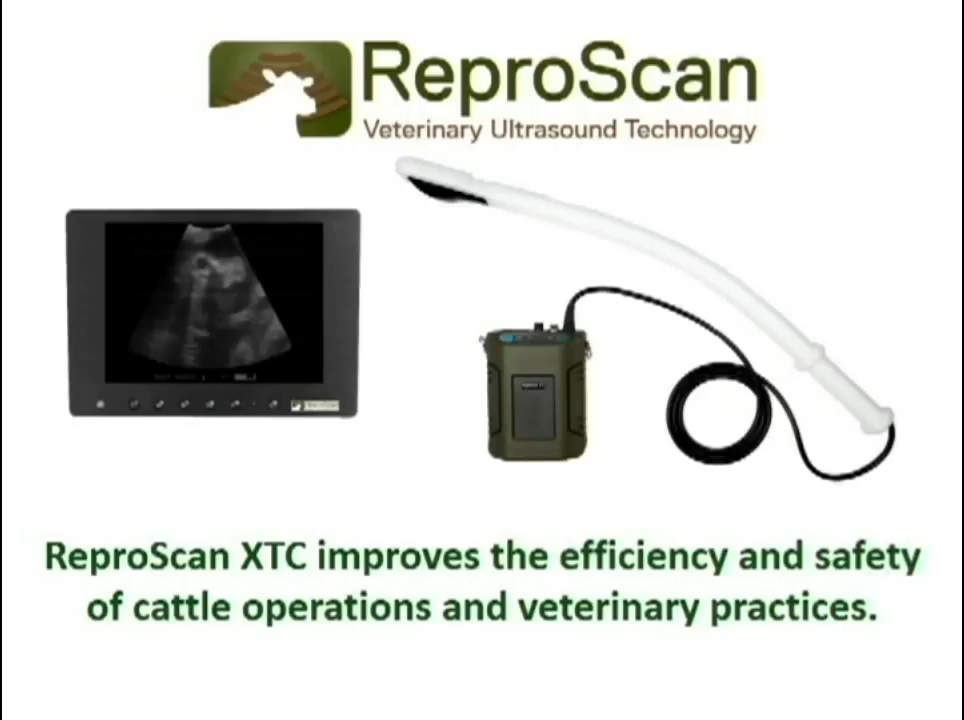 ReproScan
Veterinary Ultrasound Technology
ReproScan XTC improves the efficiency and safety
of cattle operations and veterinary practices.